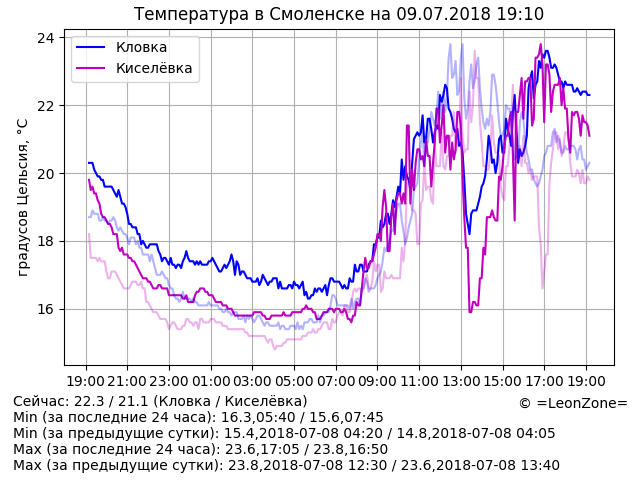 Температура в Смоленске на 09.07.2018 19:10
градусов Цельсия, °C
24
22
20
18
16
Кловка
Киселёвка
19:00 21:00 23:00 01:00 03:00 05:00 07:00 09:00 11:00 13:00 15:00 17:00 19:00
Сейчас: 22.3 / 21.1 (Кловка / Киселёвка)
© =LeonZone=
Min (за последние 24 часа): 16.3,05:40 / 15.6,07:45
Min (за предыдущие сутки): 15.4,2018-07-08 04:20 / 14.8,2018-07-08 04:05
Max (за последние 24 часа): 23.6,17:05 / 23.8,16:50
Max (за предыдущие сутки): 23.8,2018-07-08 12:30 / 23.6,2018-07-08 13:40